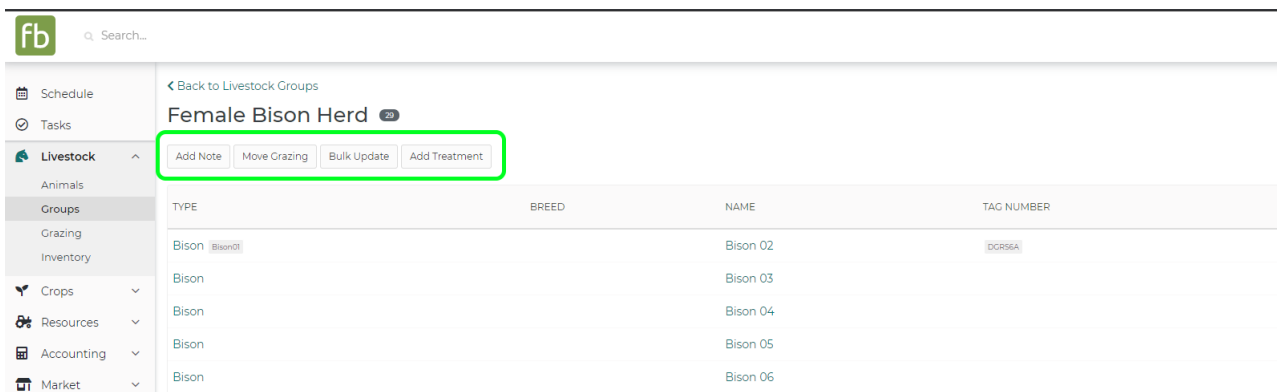 fb Search...
Schedule
Tasks
Livestock
Animals
Groups
Grazing
Inventory
Crops
Resources
Accounting
Market
Back to Livestock Groups
Female Bison Herd 29
Add Note Move Grazing Bulk Update Add Treatment
TYPE BREED NAME TAG NUMBER
Bison Bison01 Bison 02 DGRS6A
Bison Bison 03
Bison Bison 04
Bison Bison 05
Bison Bison 06